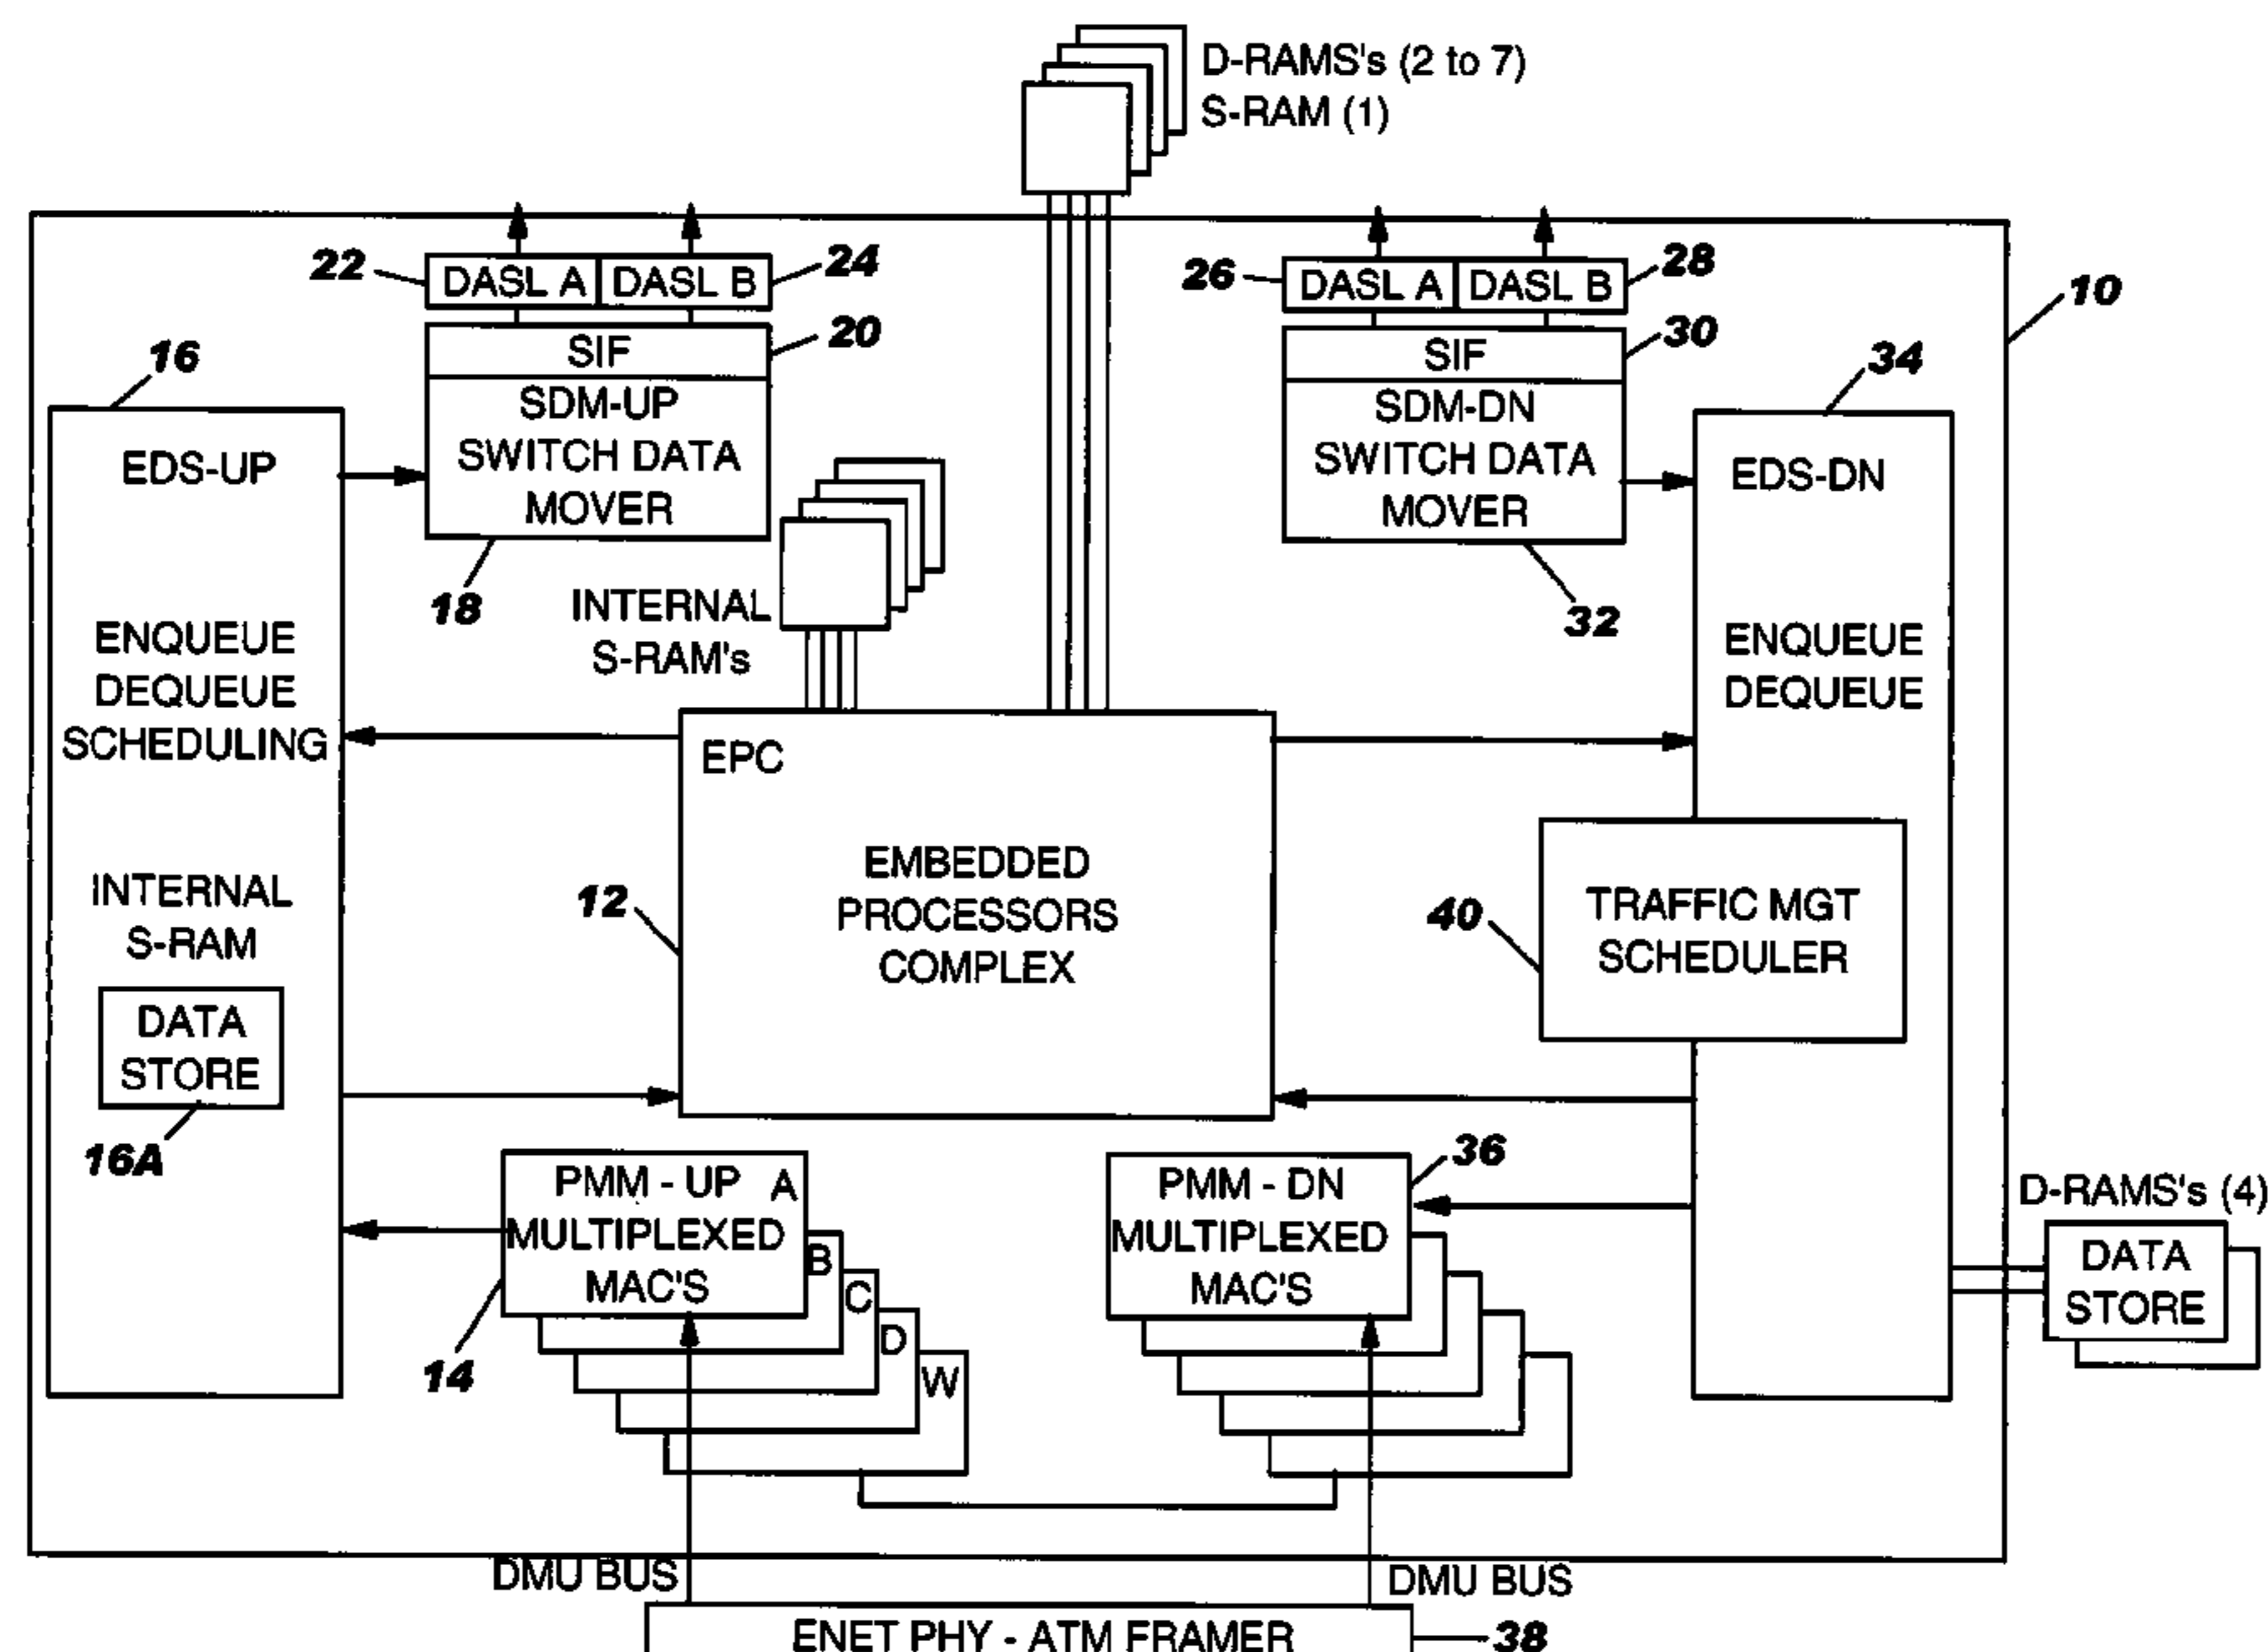 D-RAMS's (2 to 7)
S-RAM (1)
22
DASL A
DASL B
24
26
DASL A
DASL B
28
10
16
SIF
20
SIF
30
34
EDS-UP
SDM-UP
SWITCH DATA
MOVER
SDM-DN
SWITCH DATA
MOVER
EDS-DN
18
INTERNAL
S-RAM's
32
ENQUEUE
DEQUEUE
SCHEDULING
ENQUEUE
DEQUEUE
EPC
INTERNAL
S-RAM
12
EMBEDDED
PROCESSORS
COMPLEX
40
TRAFFIC MGT
SCHEDULER
DATA
STORE
16A
PMM - UP A
MULTIPLEXED
MAC'S
B
C
D
W
14
PMM - DN
MULTIPLEXED
MAC'S
36
D-RAMS's (4)
DATA
STORE
DMU BUS
DMU BUS
ENET PHY - ATM FRAMER
38